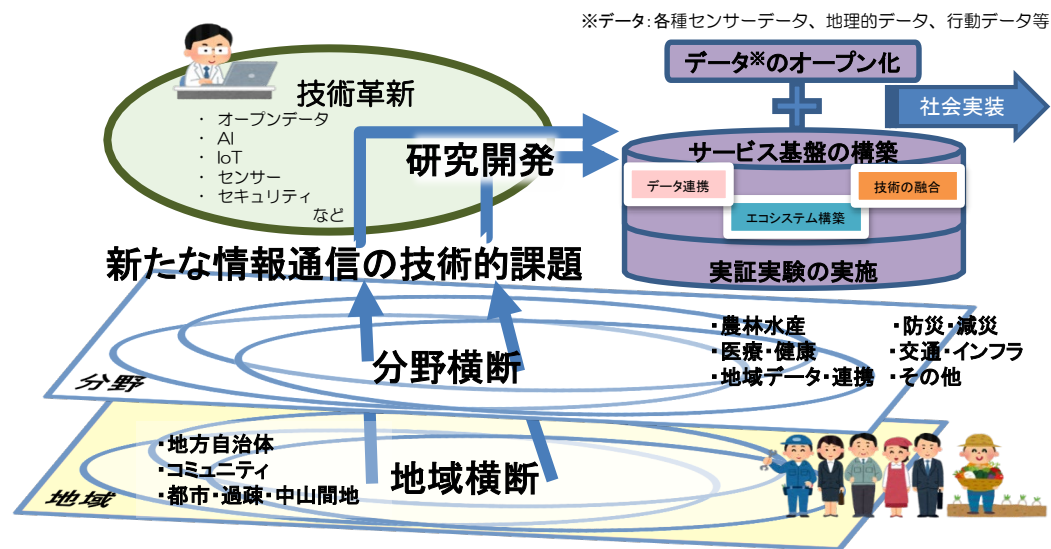 ※データ：各種センサーデータ、地理的データ、行動データ等
データ※のオープン化
社会実装
技術革新
・ オープンデータ
・ AI
・ IoT
・ センサー
・ セキュリティ
など
研究開発
サービス基盤の構築
データ連携
技術の融合
エコシステム構築
実証実験の実施
新たな情報通信の技術的課題
・農林水産
・防災・減災
・医療・健康
・交通・インフラ
・地域データ・連携
・その他
分野横断
分野
・地方自治体
・コミュニティ
・都市・過疎・中山間地
地域横断
地域